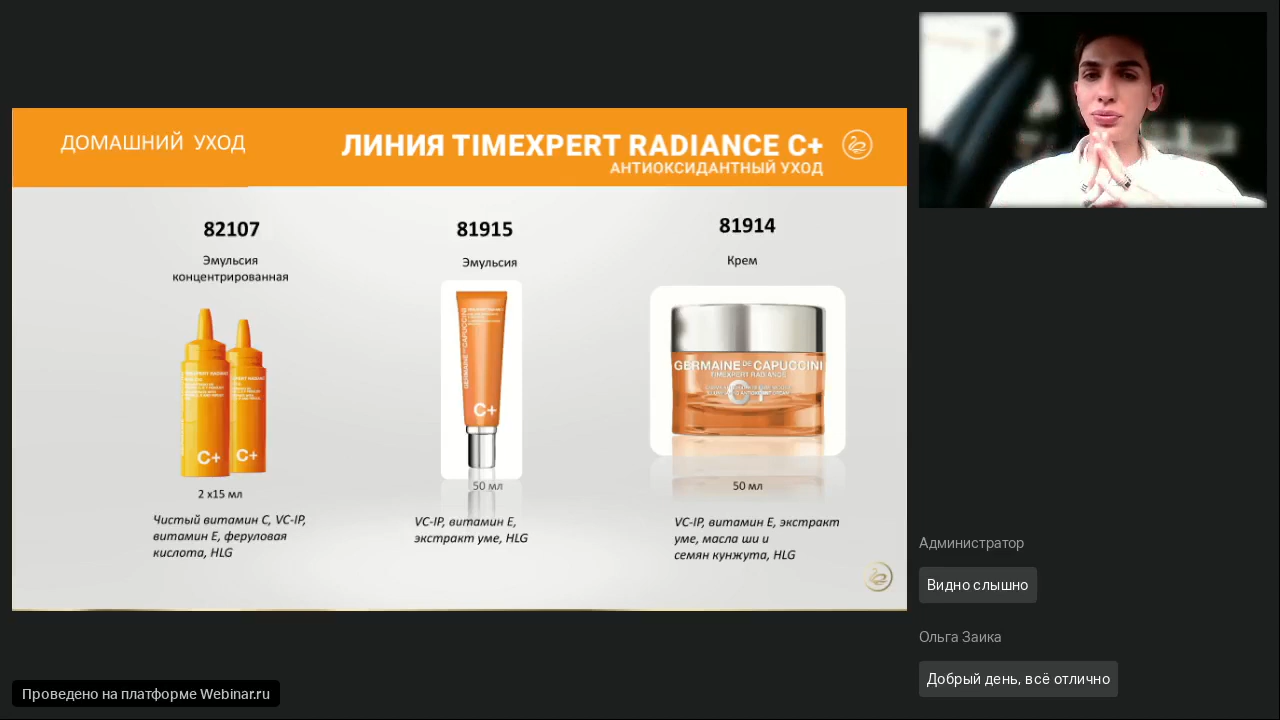 ДОМАШНИЙ УХОД
ЛИНИЯ TIMEXPERT RADIANCE C+
АНТИОКСИДАНТНЫЙ УХОД
82107
Эмульсия
концентрированная
C+
C+
2 x15 мл
Чистый витамин C, VC-IP,
витамин E, феруловая
кислота, HLG
81915
Эмульсия
GERMAINE DE CAPUCCINI
C+
50 мл
VC-IP, витамин E,
экстракт уме, HLG
81914
Крем
GERMAINE DE CAPUCCINI
TIMEXPERT RADIANCE
C+
50 мл
VC-IP, витамин E, экстракт
уме, масла ши и
семян кунжута, HLG
Администратор
Видно слышно
Ольга Заика
Добрый день, всё отлично
Проведено на платформе Webinar.ru